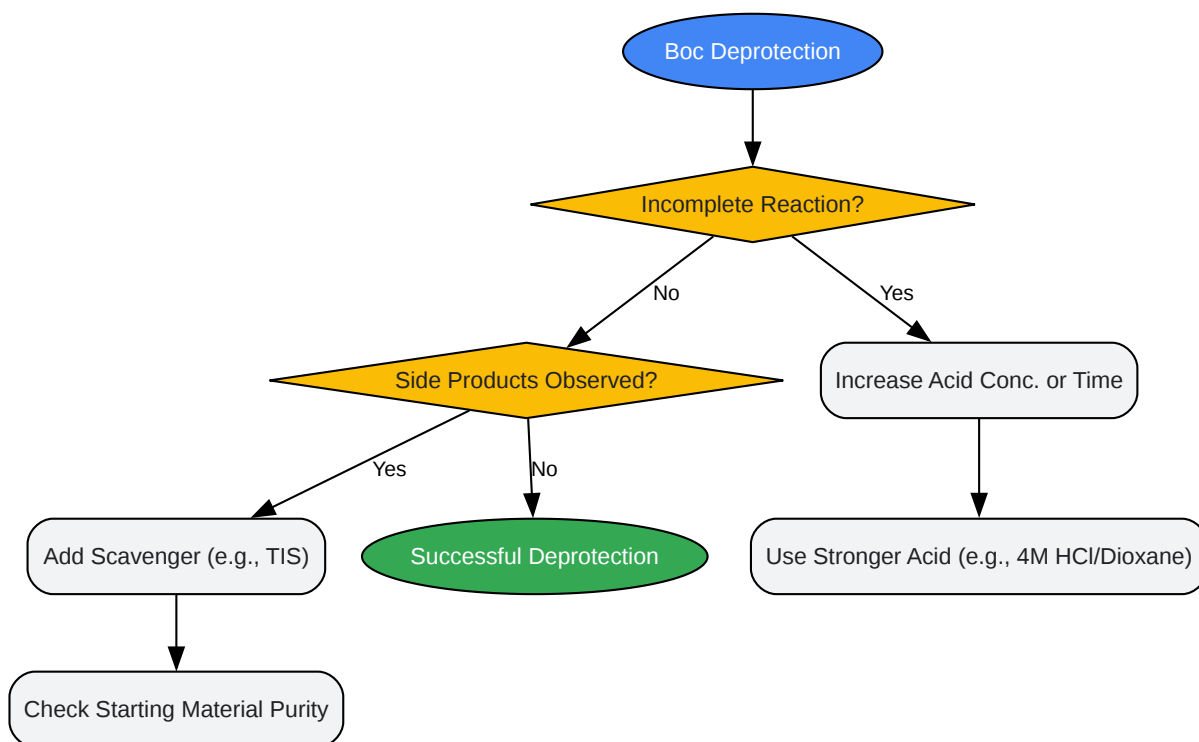 Boc Deprotection
Incomplete Reaction?
No
Yes
Side Products Observed?
Increase Acid Conc. or Time
Yes
No
Add Scavenger (e.g., TIS)
Successful Deprotection
Use Stronger Acid (e.g., 4M HCl/Dioxane)
Check Starting Material Purity